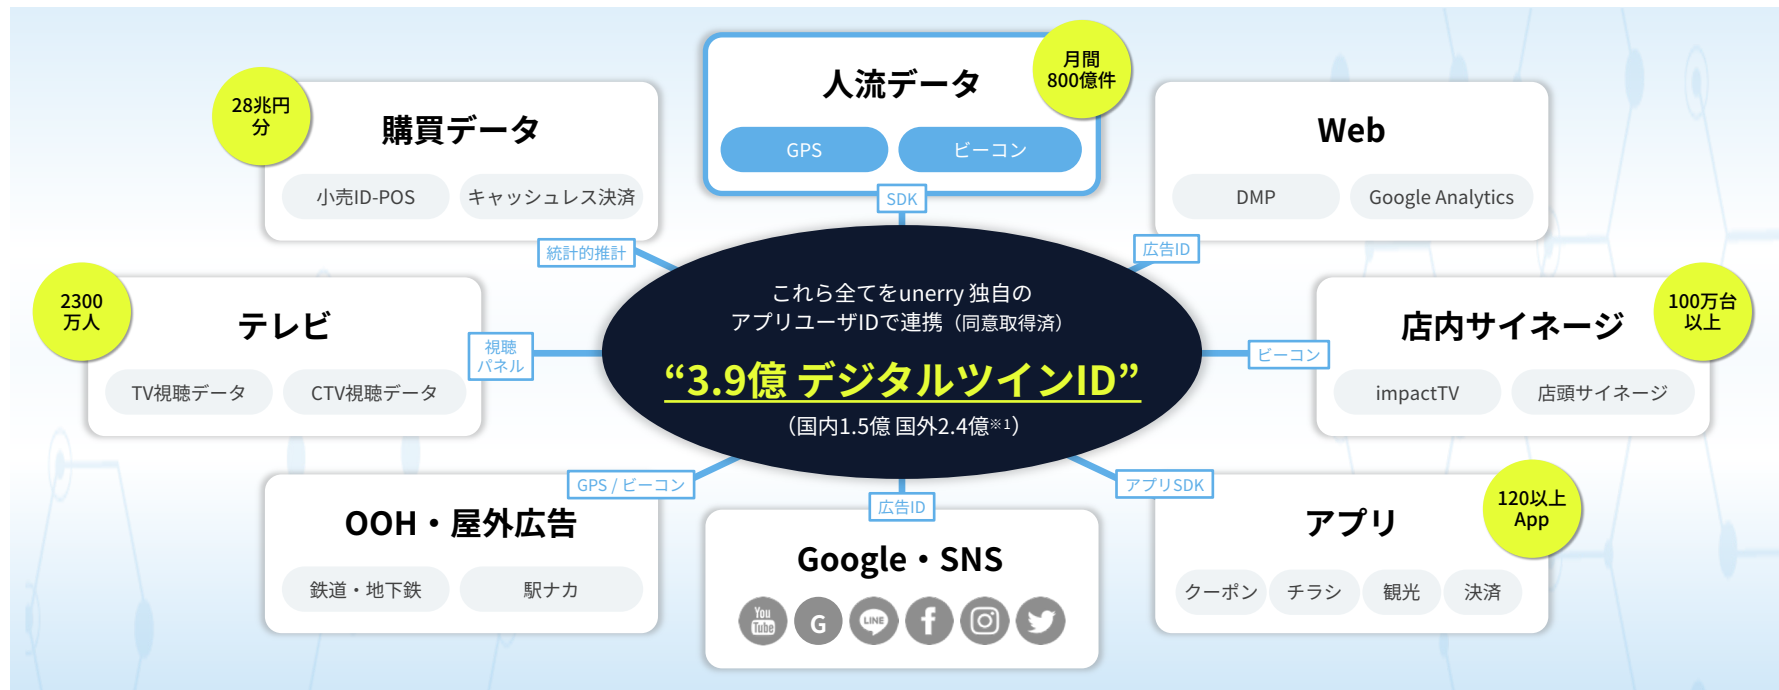 月間
800億件
人流データ
GPS
ビーコン
SDK
28兆円
分
購買データ
小売ID-POS
キャッシュレス決済
統計的推計
Web
DMP
Google Analytics
広告ID
2300
万人
テレビ
TV視聴データ
CTV視聴データ
視聴
パネル
これら全てをunerry 独自の
アプリユーザIDで連携（同意取得済）
“3.9億 デジタルツインID”
（国内1.5億 国外2.4億※1）
100万台
以上
店内サイネージ
impactTV
店頭サイネージ
ビーコン
GPS / ビーコン
OOH・屋外広告
鉄道・地下鉄
駅ナカ
広告ID
Google・SNS
You
Tube
G
LINE
f
アプリSDK
120以上
App
アプリ
クーポン
チラシ
観光
決済